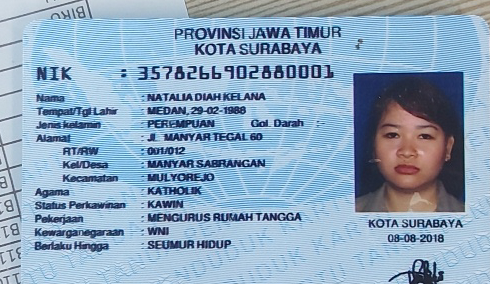 BIRO
PROVINSI JAWA TIMUR
KOTA SURABAYA
NIK : 3578266902880001
Nama : NATALIA DIAH KELANA
Tempat/Tgl Lahir : MEDAN, 29-02-1988
Jenis kelamin : PEREMPUAN Gol. Darah :
Alamat : JL MANYAR TEGAL 60
RT/RW : 001/012
Kel/Desa : MANYAR SABRANGAN
Kecamatan : MULYOREJO
Agama : KATHOLIK
Status Perkawinan : KAWIN
Pekerjaan : MENGURUS RUMAH TANGGA
Kewarganegaraan : WNI
Berlaku Hingga : SEUMUR HIDUP
KOTA SURABAYA
08-08-2018